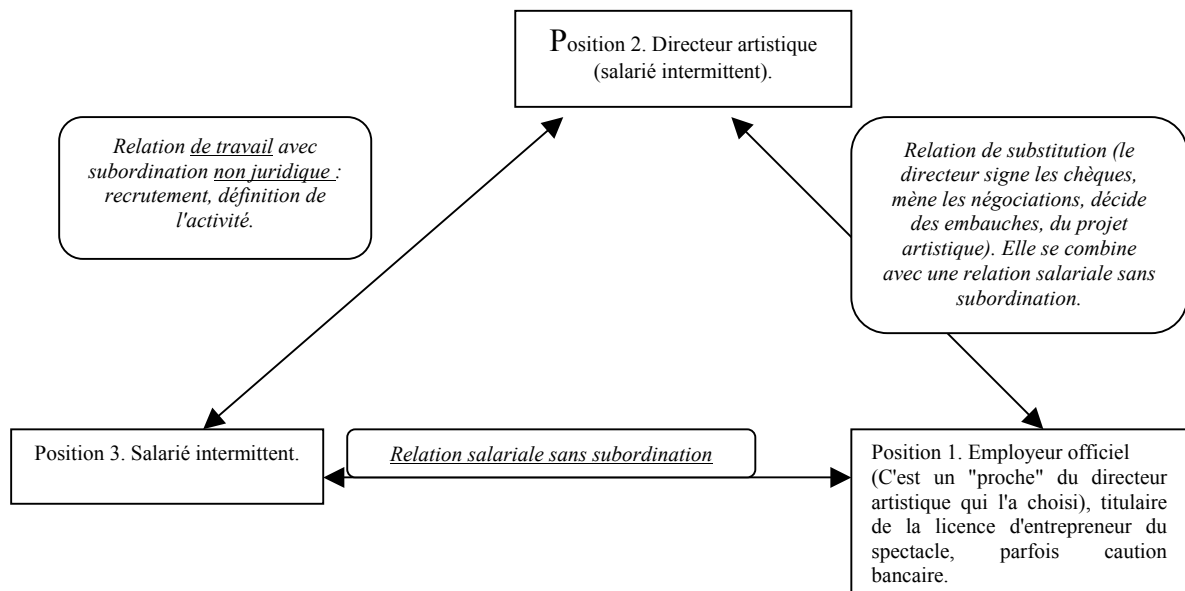 Position 2. Directeur artistique
(salarié intermittent).
Relation de travail avec
subordination non juridique :
recrutement, définition de
l'activité.
Relation de substitution (le
directeur signe les chèques,
mène les négociations, décide
des embauches, du projet
artistique). Elle se combine
avec une relation salariale sans
subordination.
Position 3. Salarié intermittent.
Relation salariale sans subordination
Position 1. Employeur officiel
(C'est un "proche" du directeur
artistique qui l'a choisi), titulaire
de la licence d'entrepreneur du
spectacle, parfois caution
bancaire.